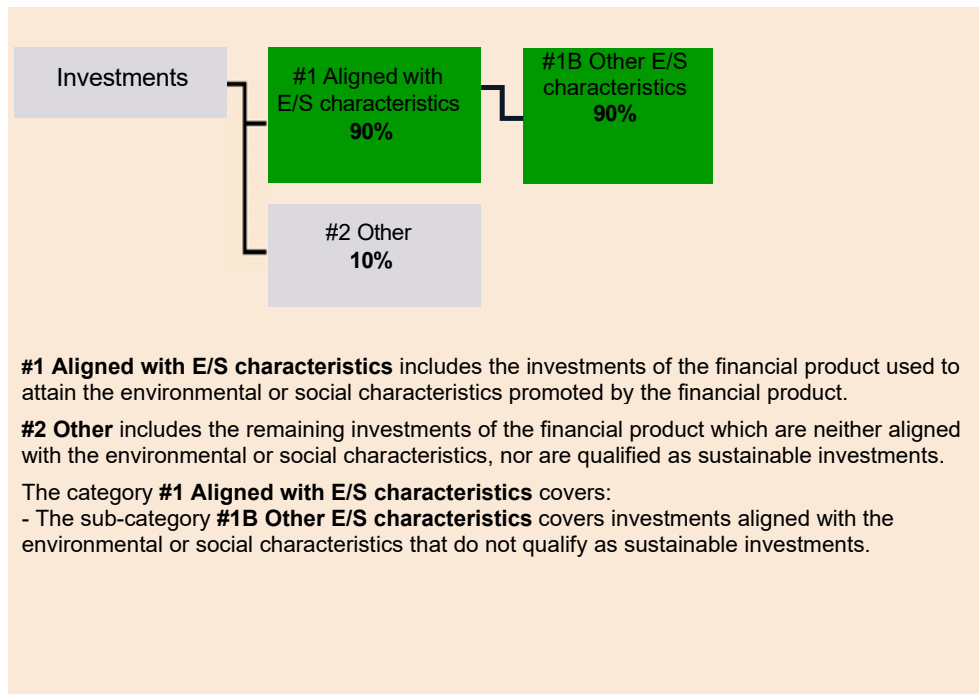 Investments
#1 Aligned with
E/S characteristics
90%
#1B Other E/S
characteristics
90%
#2 Other
10%
#1 Aligned with E/S characteristics includes the investments of the financial product used to
attain the environmental or social characteristics promoted by the financial product.
#2 Other includes the remaining investments of the financial product which are neither aligned
with the environmental or social characteristics, nor are qualified as sustainable investments.
The category #1 Aligned with E/S characteristics covers:
- The sub-category #1B Other E/S characteristics covers investments aligned with the
environmental or social characteristics that do not qualify as sustainable investments.